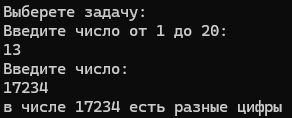 Выберете задачу:
Введите число от 1 до 20:
13
Введите число:
17234
в числе 17234 есть разные цифры